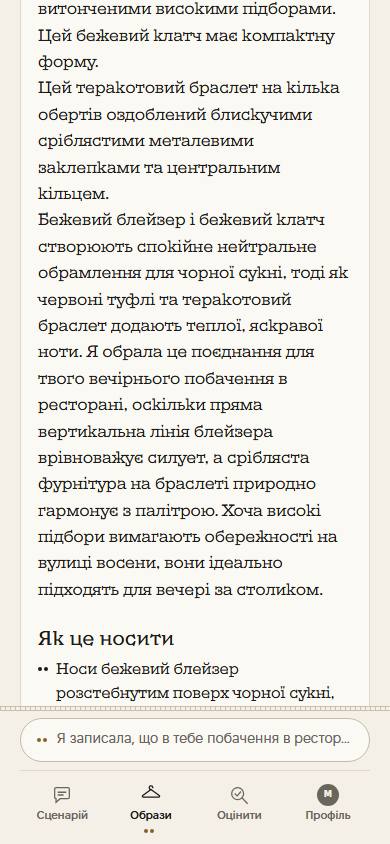 витонченими високими підборами.
Цей бежевий клатч має компактну
форму.
Цей теракотовий браслет на кілька
обертів оздоблений блискучими
сріблястими металевими
заклепками та центральним
кільцем.
Бежевий блейзер і бежевий клатч
створюють спокійне нейтральне
обрамлення для чорної сукні, тоді як
червоні туфлі та теракотовий
браслет додають теплої, яскравої
ноти. Я обрала це поєднання для
твого вечірнього побачення в
ресторані, оскільки пряма
вертикальна лінія блейзера
врівноважує силует, а срібляста
фурнітура на браслеті природно
гармонує з палітрою. Хоча високі
підбори вимагають обережності на
вулиці восени, вони ідеально
підходять для вечері за столиком.
Як це носити
•• Носи бежевий блейзер
розстебнутим поверх чорної сукні,
•• Я записала, що в тебе побачення в рестор...
Сценарій Образи Оцінити М Профіль